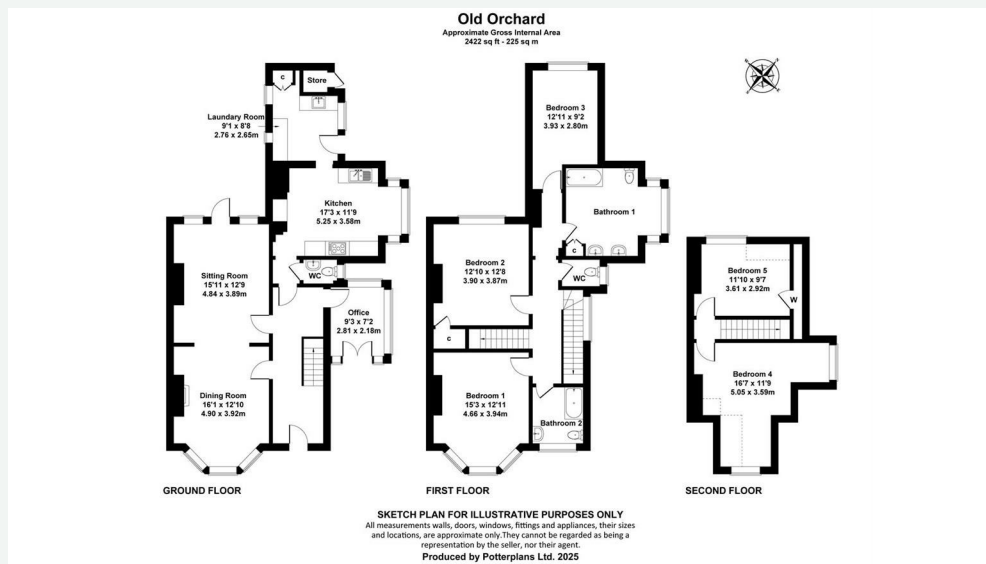 Old Orchard
Approximate Gross Internal Area
2422 sq ft - 225 sq m
c
Store
Laundary Room
9'1 x 8'8
2.76 x 2.65m
Kitchen
17'3 x 11'9
5.25 x 3.58m
Sitting Room
15'11 x 12'9
4.84 x 3.89m
WC
Office
9'3 x 7'2
2.81 x 2.18m
Dining Room
16'1 x 12'10
4.90 x 3.92m
GROUND FLOOR
Bedroom 3
12'11 x 9'2
3.93 x 2.80m
Bathroom 1
c
Bedroom 2
12'10 x 12'8
3.90 x 3.87m
WC
c
Bedroom 1
15'3 x 12'11
4.66 x 3.94m
Bathroom 2
FIRST FLOOR
Bedroom 5
11'10 x 9'7
3.61 x 2.92m
W
Bedroom 4
16'7 x 11'9
5.05 x 3.59m
SECOND FLOOR
SKETCH PLAN FOR ILLUSTRATIVE PURPOSES ONLY
All measurements walls, doors, windows, fittings and appliances, their sizes
and locations, are approximate only.They cannot be regarded as being a
representation by the seller, nor their agent.
Produced by Potterplans Ltd. 2025